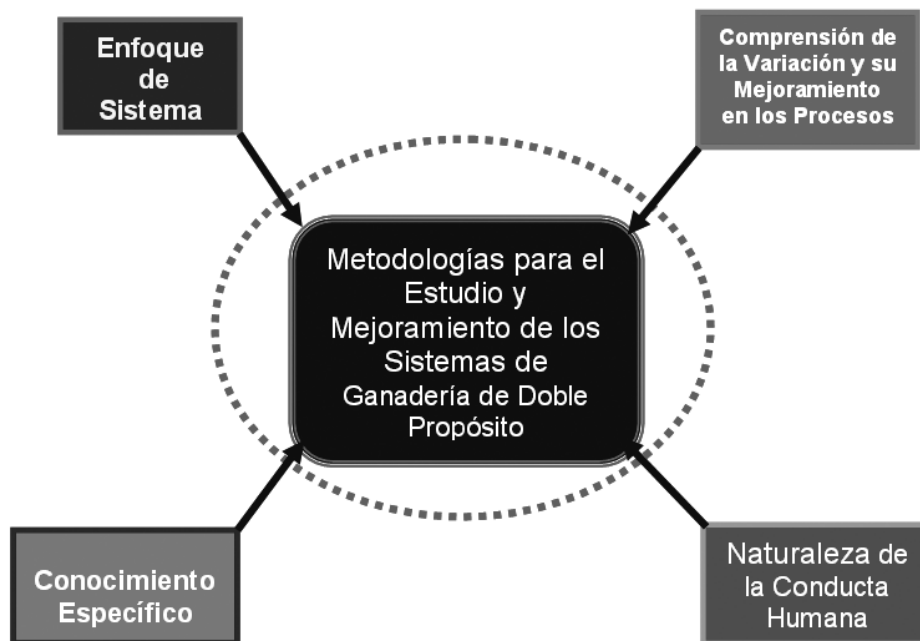 Enfoque
de
Sistema
Comprensión de
la Variación y su
Mejoramiento
en los Procesos
Metodologías para el
Estudio y
Mejoramiento de los
Sistemas de
Ganadería de Doble
Propósito
Conocimiento
Específico
Naturaleza de
la Conducta
Humana